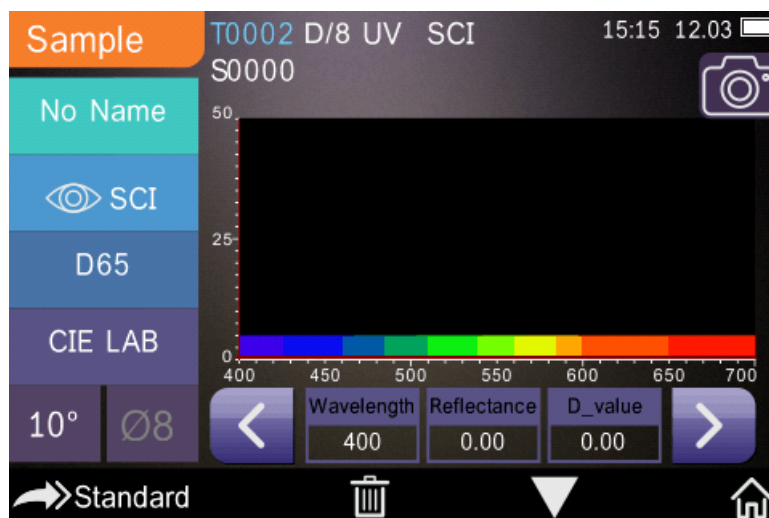 Sample
T0002 D/8 UV SCI
15:15 12.03
S0000
No Name
SCI
D65
CIE LAB
10° Ø8
50
25
0
400 450 500 550 600 650 700
Wavelength Reflectance D_value
400 0.00 0.00
Standard